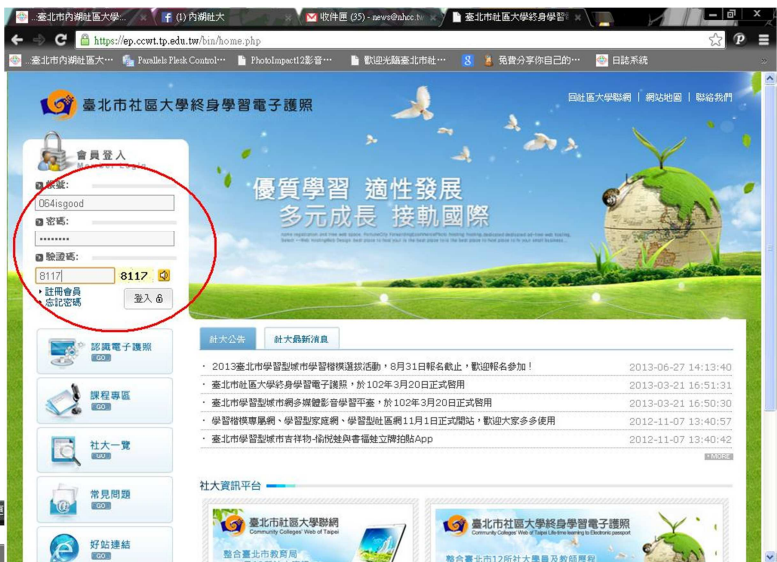 ...臺北市內湖社區大學...
(1) 內湖社大
收件匣 (35) - news@nhcc.tw
臺北市社區大學終身學習
https://ep.ccwt.tp.edu.tw/bin/home.php
...臺北市內湖社區大…
Parallels Plesk Control…
PhotoImpact12影音…
歡迎光臨臺北市社…
免費分享你自己的…
日誌系統
臺北市社區大學終身學習電子護照
回社區大學聯網 | 網站地圖 | 聯絡我們
會員登入
Member Login
帳號:
064isgood
密碼:
********
驗證碼:
8117 8117
註冊會員
忘記密碼
登入
優質學習 適性發展
多元成長 接軌國際
認識電子護照
GO
課程專區
GO
社大一覽
GO
常見問題
GO
好站連結
GO
社大公告 社大最新消息
· 2013臺北市學習型城市學習楷模選拔活動,8月31日報名截止,歡迎報名參加! 2013-06-27 14:13:40
· 臺北市社區大學終身學習電子護照,於102年3月20日正式啓用 2013-03-21 16:51:31
· 臺北市學習型城市網多媒體影音學習平臺,於102年3月20日正式啓用 2013-03-21 16:50:30
· 學習楷模專屬網、學習型家庭網、學習型社區網11月1日正式開站,歡迎大家多多使用 2012-11-07 13:40:57
· 臺北市學習型城市吉祥物-愉悅蛙與書福蛙立牌拍貼App 2012-11-07 13:40:42
MORE
社大資訊平台
臺北市社區大學聯網
Community Colleges' Web of Taipei
整合臺北市教育局
臺北市社區大學終身學習電子護照
Community Colleges' Web of Taipei Life-time learning to Electronic passport
整合臺北市12所社大學員及教師歷程